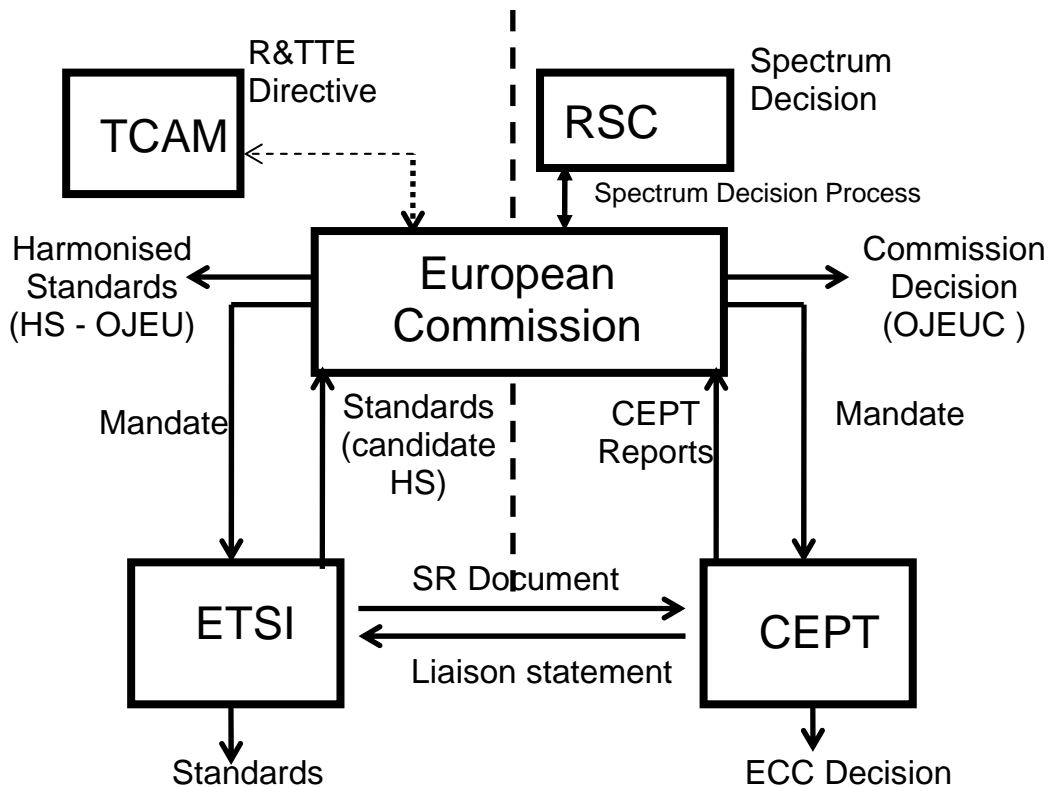 R&TTE
Directive
TCAM
Spectrum
Decision
RSC
Spectrum Decision Process
Harmonised
Standards
(HS - OJEU)
European
Commission
Commission
Decision
(OJEUC )
Mandate
Standards
(candidate
HS)
CEPT
Reports
Mandate
SR Document
ETSI
CEPT
Liaison statement
Standards
ECC Decision